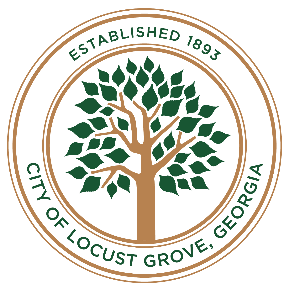 ESTABLISHED 1893
CITY OF LOCUST GROVE, GEORGIA